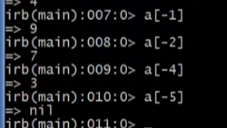 => 4
irb(main):007:0> a[-1]
=> 9
irb(main):008:0> a[-2]
=> 7
irb(main):009:0> a[-4]
=> 3
irb(main):010:0> a[-5]
=> nil
irb(main):011:0> _